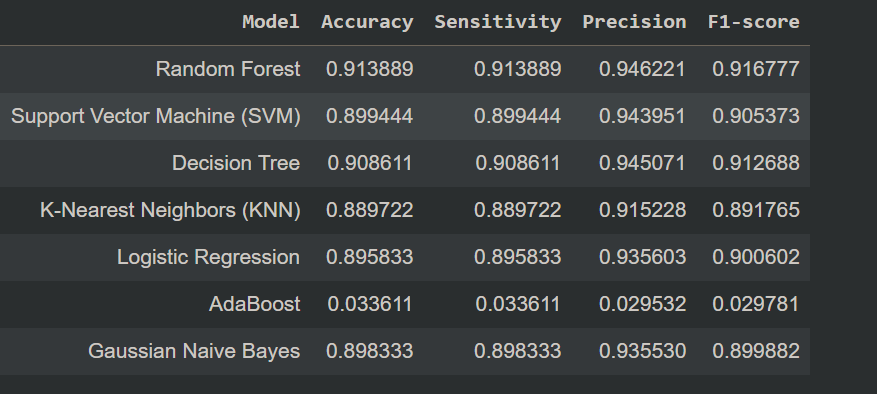 Model Accuracy Sensitivity Precision F1-score
Random Forest 0.913889 0.913889 0.946221 0.916777
Support Vector Machine (SVM) 0.899444 0.899444 0.943951 0.905373
Decision Tree 0.908611 0.908611 0.945071 0.912688
K-Nearest Neighbors (KNN) 0.889722 0.889722 0.915228 0.891765
Logistic Regression 0.895833 0.895833 0.935603 0.900602
AdaBoost 0.033611 0.033611 0.029532 0.029781
Gaussian Naive Bayes 0.898333 0.898333 0.935530 0.899882